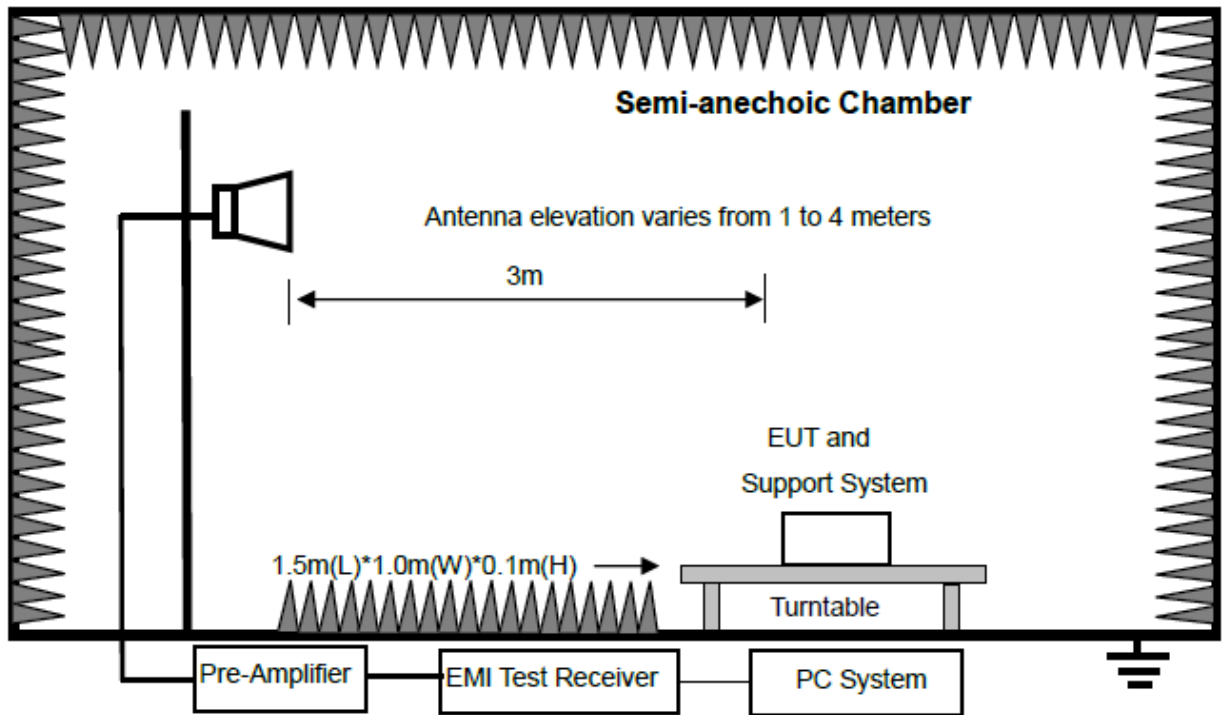 Semi-anechoic Chamber
Antenna elevation varies from 1 to 4 meters
3m
EUT and
Support System
1.5m(L)*1.0m(W)*0.1m(H)
Turntable
Pre-Amplifier
EMI Test Receiver
PC System